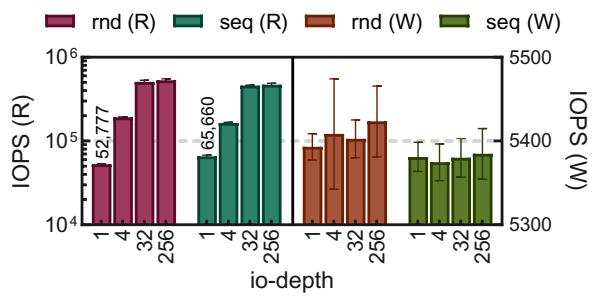 rnd (R) seq (R) rnd (W) seq (W)
IOPS (R)
10^6
10^5
10^4
52,777
65,660
5500
5400
5300
IOPS (W)
1 4 32 256 1 4 32 256 1 4 32 256 1 4 32 256
io-depth